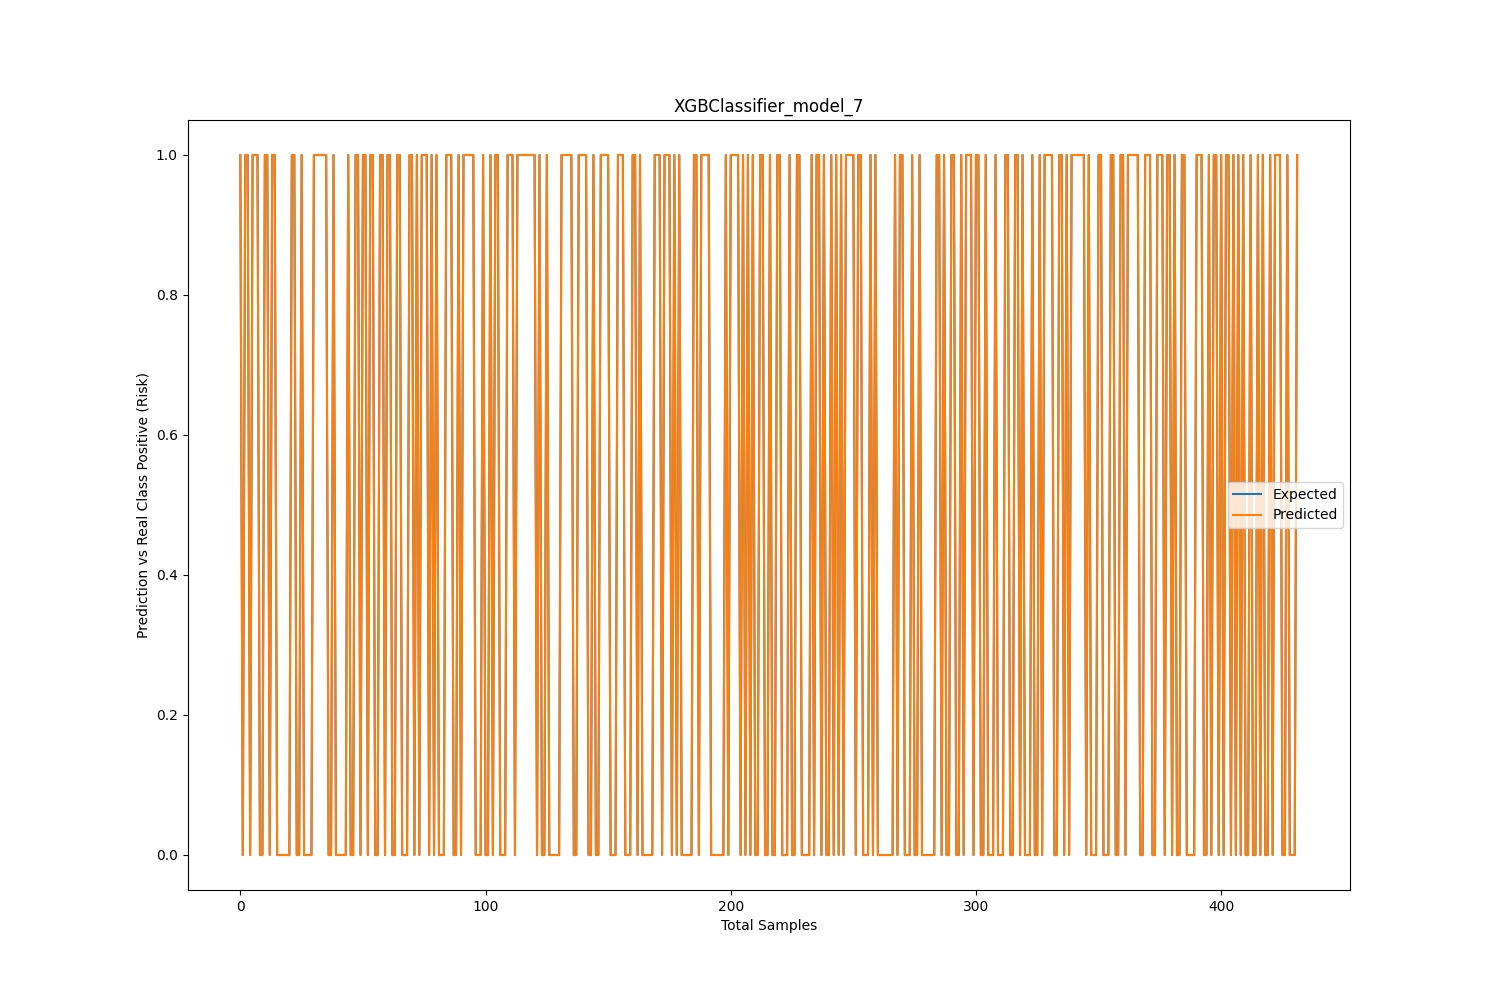 XGBClassifier_model_7
Prediction vs Real Class Positive (Risk)
1.0
0.8
0.6
0.4
0.2
0.0
Expected
Predicted
0 100 200 300 400
Total Samples